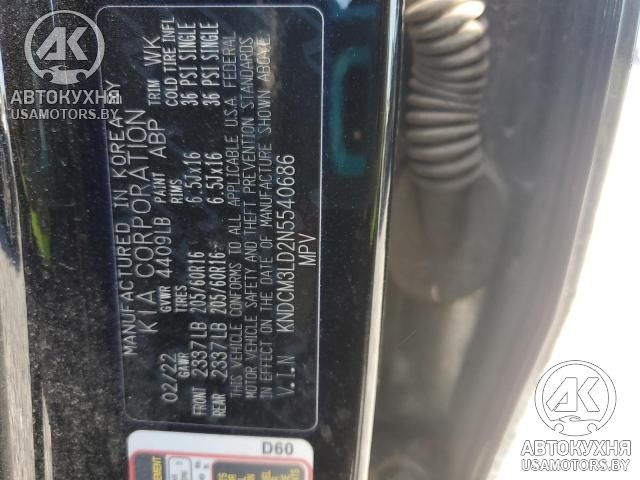 MANUFACTURED IN KOREA BY
KIA CORPORATION
02/22 GVWR 4409LB PAINT ABP TRIM WK
GAWR TIRES RIMS COLD TIRE INFL
FRONT 2337LB 205/60R16 6.5JX16 36 PSI SINGLE
REAR 2337LB 205/60R16 6.5JX16 36 PSI SINGLE
THIS VEHICLE CONFORMS TO ALL APPLICABLE USA FEDERAL
MOTOR VEHICLE SAFETY AND THEFT PREVENTION STANDARDS
IN EFFECT ON THE DATE OF MANUFACTURE SHOWN ABOVE.
V.I.N KNDCM3LD2N5540686
MPV
D60
АК
АВТОКУХНЯ
USAMOTORS.BY
АК
АВТОКУХНЯ
USAMOTORS.BY